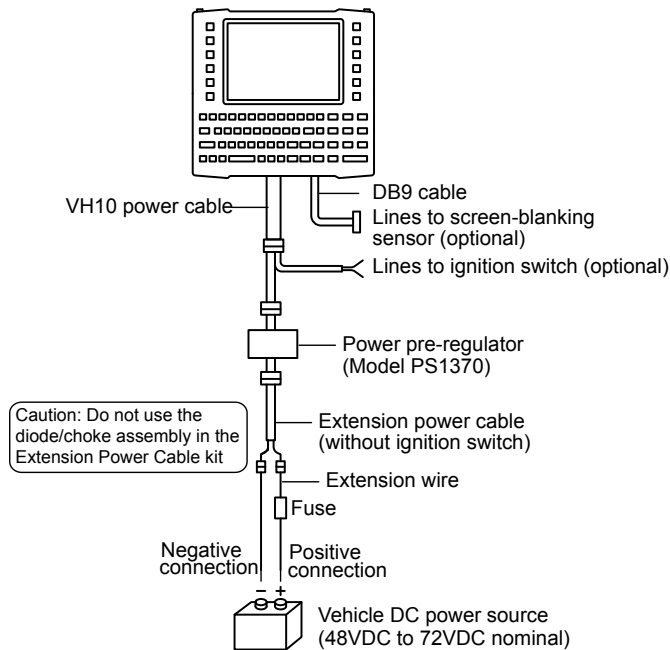 VH10 power cable
DB9 cable
Lines to screen-blanking
sensor (optional)
Lines to ignition switch (optional)
Power pre-regulator
(Model PS1370)
Caution: Do not use the
diode/choke assembly in the
Extension Power Cable kit
Extension power cable
(without ignition switch)
Extension wire
Fuse
Negative
connection
Positive
connection
− +
Vehicle DC power source
(48VDC to 72VDC nominal)